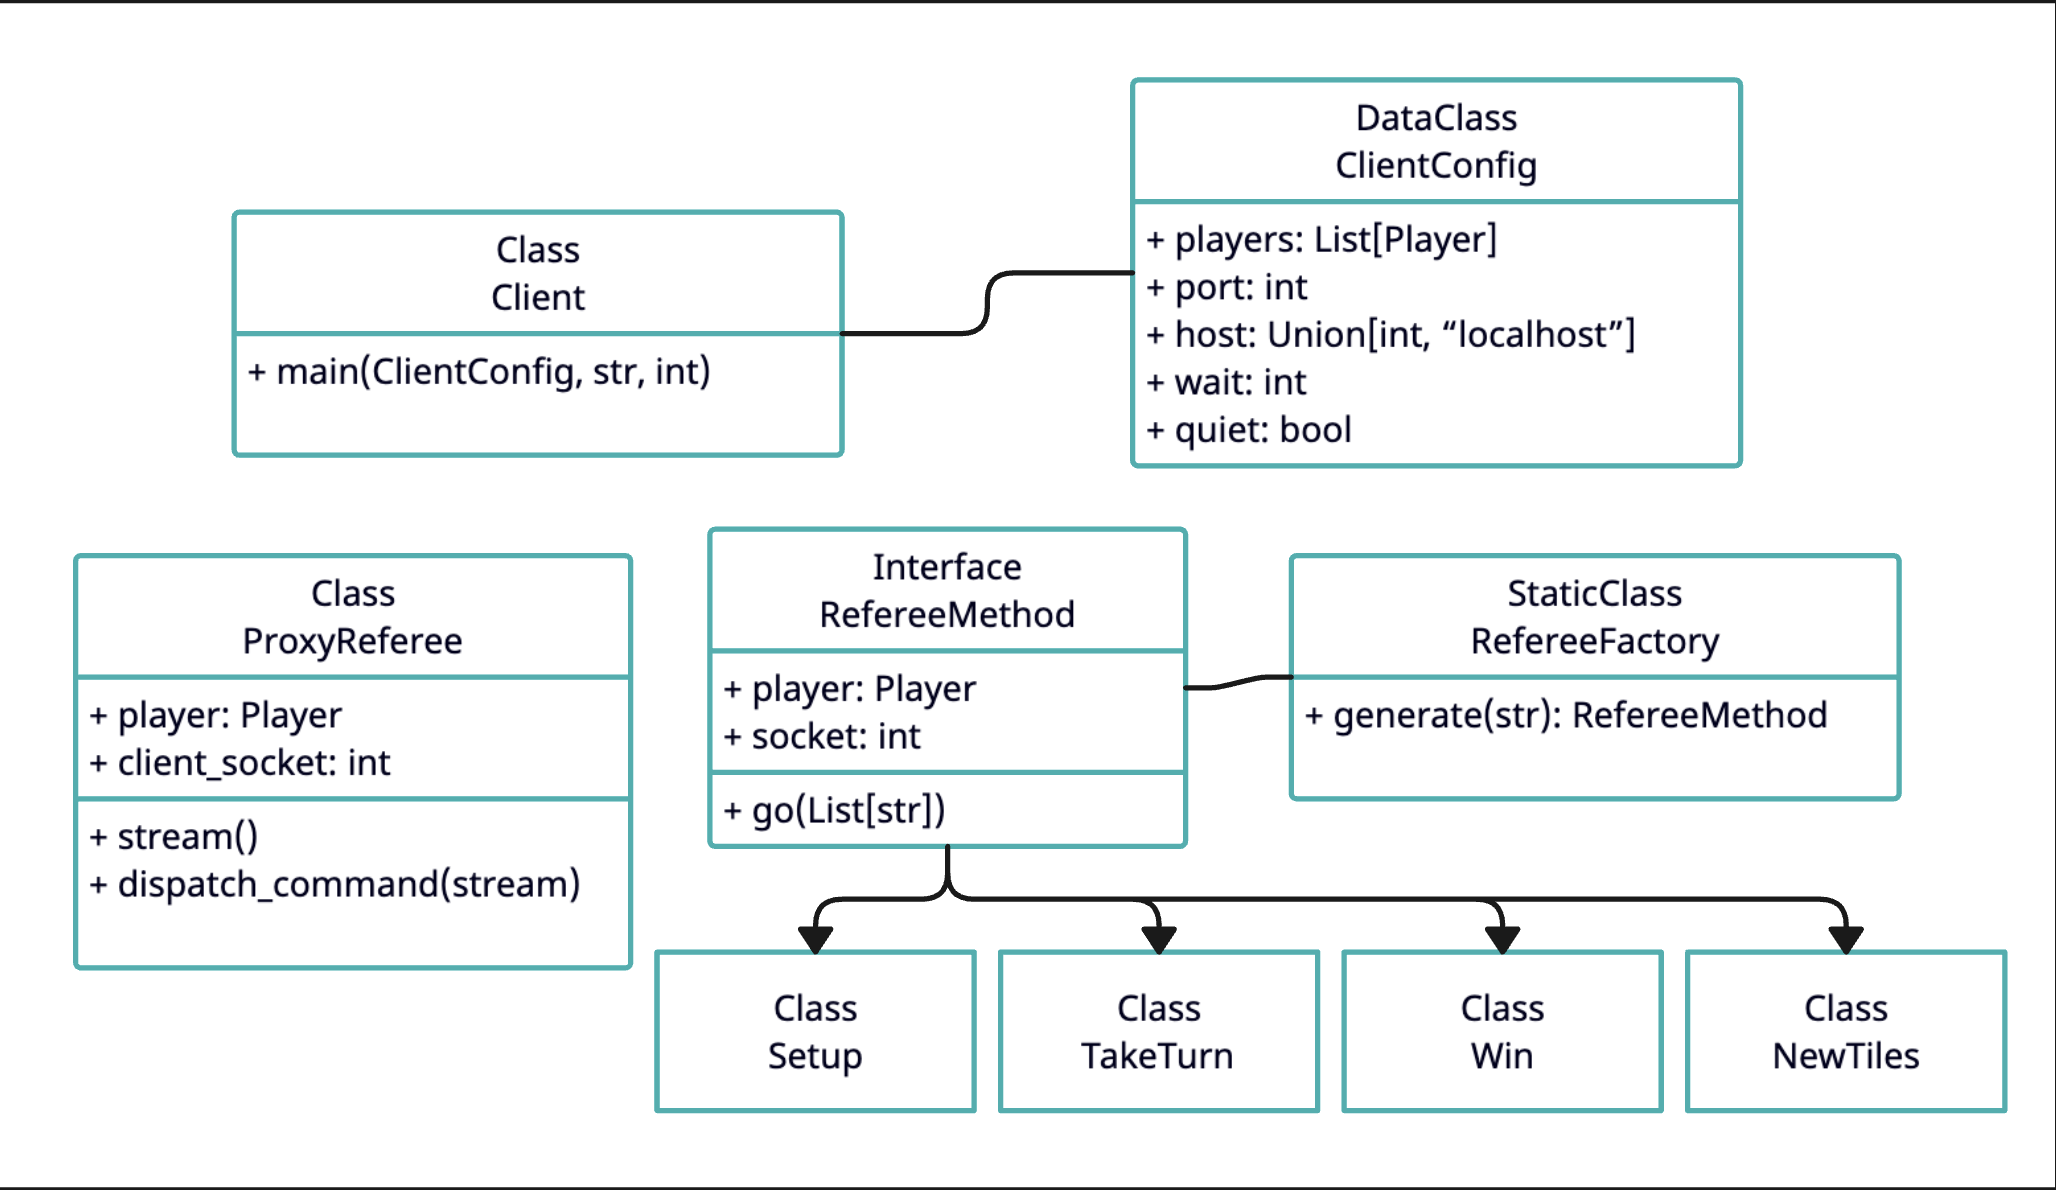 Class
Client
+ main(ClientConfig, str, int)
DataClass
ClientConfig
+ players: List[Player]
+ port: int
+ host: Union[int, “localhost”]
+ wait: int
+ quiet: bool
Class
ProxyReferee
+ player: Player
+ client_socket: int
+ stream()
+ dispatch_command(stream)
Interface
RefereeMethod
+ player: Player
+ socket: int
+ go(List[str])
StaticClass
RefereeFactory
+ generate(str): RefereeMethod
Class
Setup
Class
TakeTurn
Class
Win
Class
NewTiles